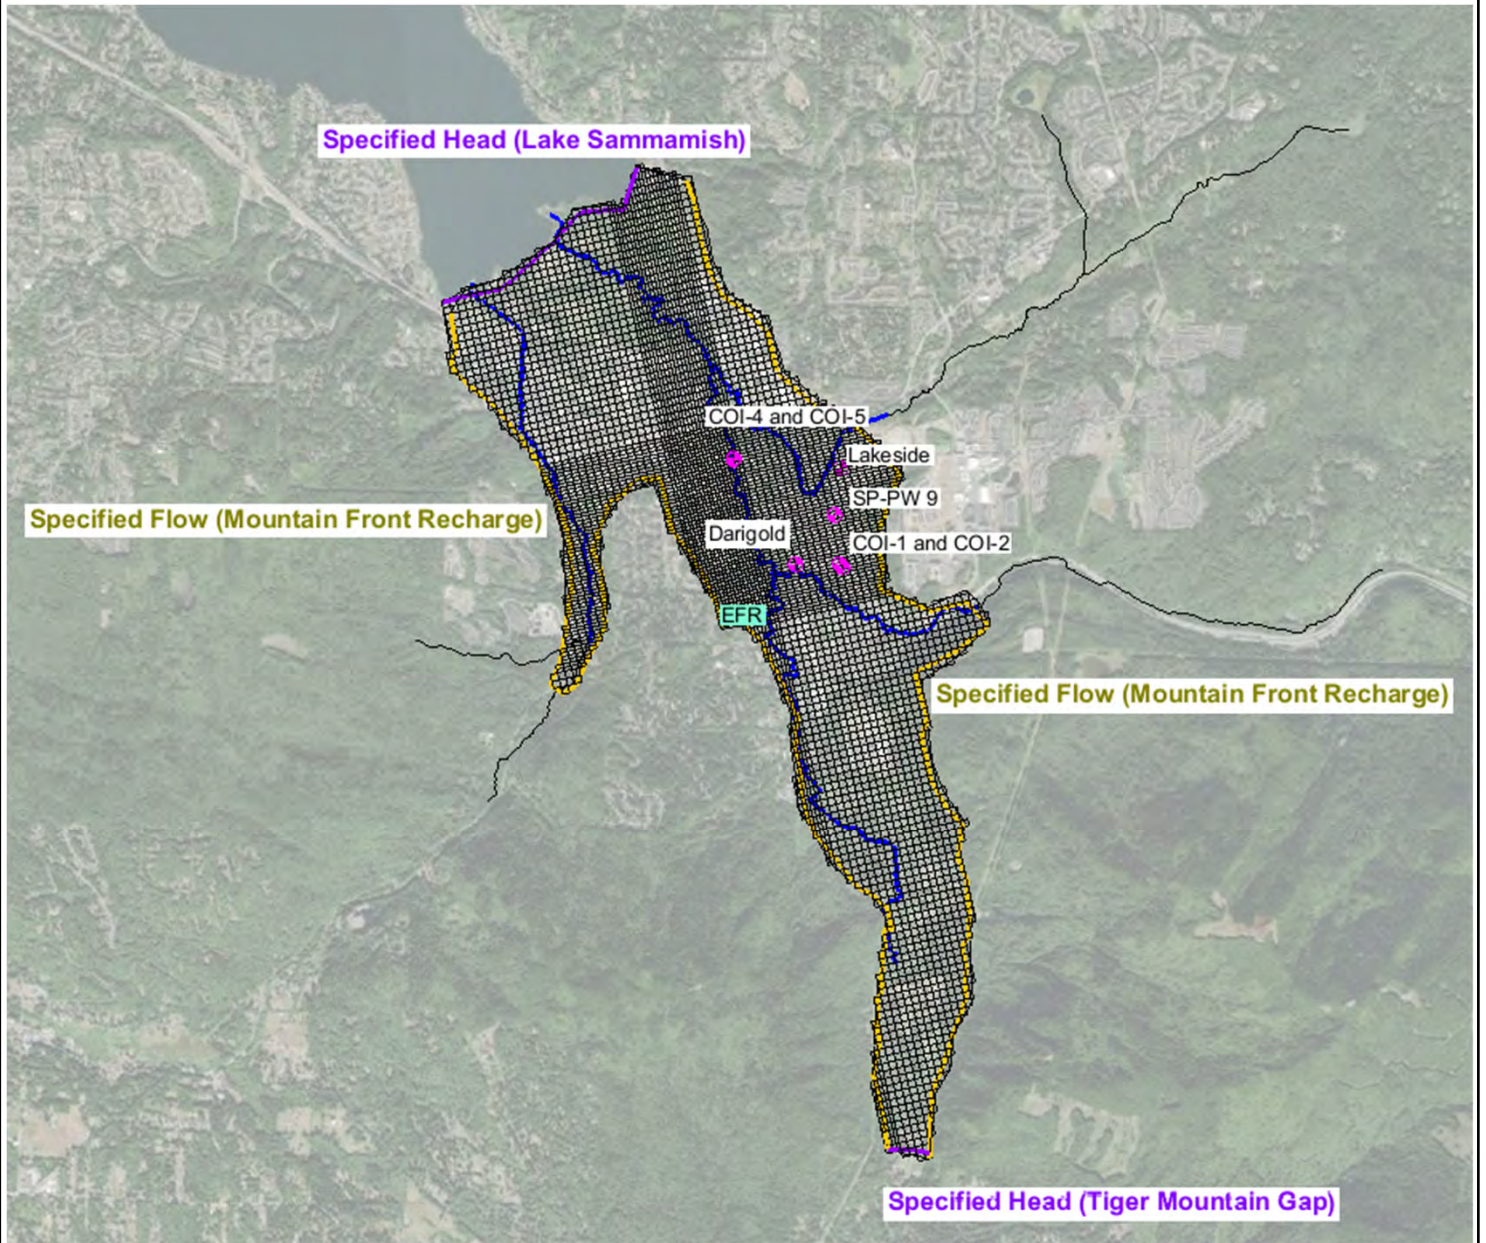 Specified Head (Lake Sammamish)
COI-4 and COI-5
Lakeside
SP-PW 9
Specified Flow (Mountain Front Recharge)
Darigold
COI-1 and COI-2
EFR
Specified Flow (Mountain Front Recharge)
Specified Head (Tiger Mountain Gap)